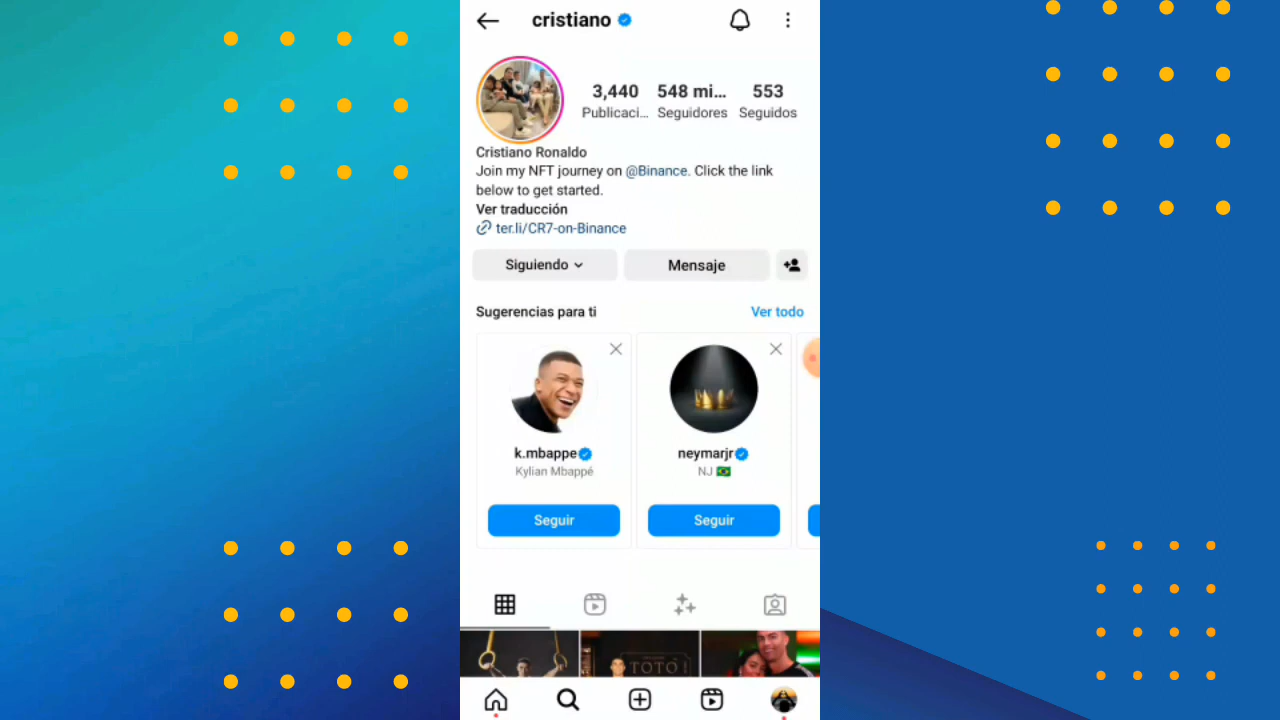 cristiano
3,440 548 mi... 553
Publicaci... Seguidores Seguidos
Cristiano Ronaldo
Join my NFT journey on @Binance. Click the link
below to get started.
Ver traducción
ter.li/CR7-on-Binance
Siguiendo Mensaje
Sugerencias para ti Ver todo
k.mbappe neymarjr
Kylian Mbappé NJ 🇧🇷
Seguir Seguir
TOTÓ